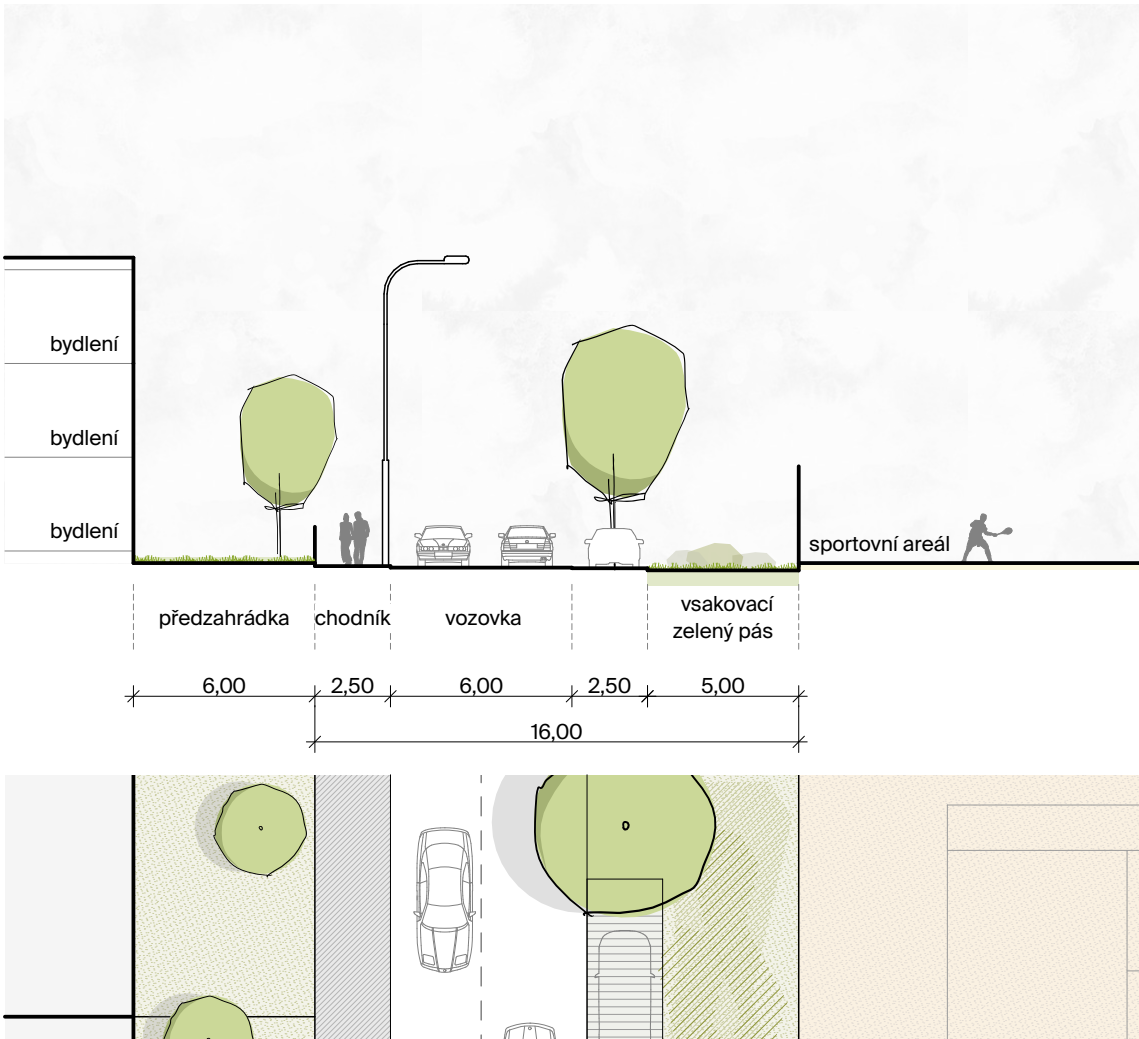 bydlení
bydlení
bydlení
sportovní areál
předzahrádka
chodník
vozovka
vsakovací
zelený pás
6,00
2,50
6,00
2,50
5,00
16,00